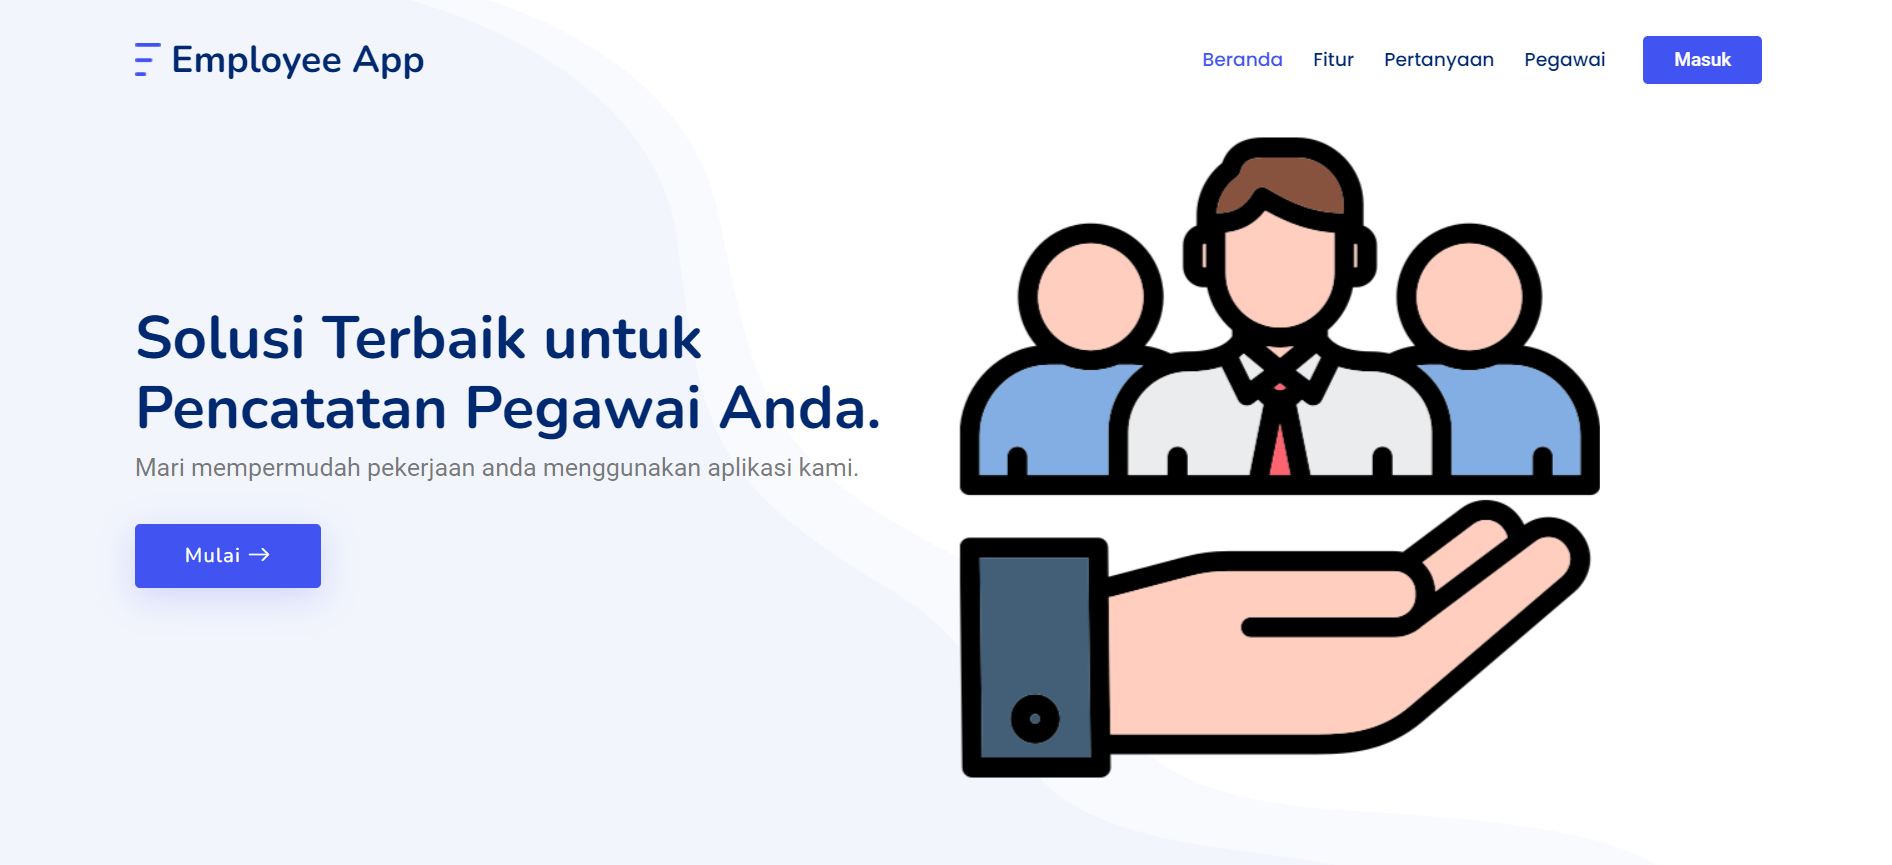 Employee App
Beranda
Fitur
Pertanyaan
Pegawai
Masuk
Solusi Terbaik untuk
Pencatatan Pegawai Anda.
Mari mempermudah pekerjaan anda menggunakan aplikasi kami.
Mulai →